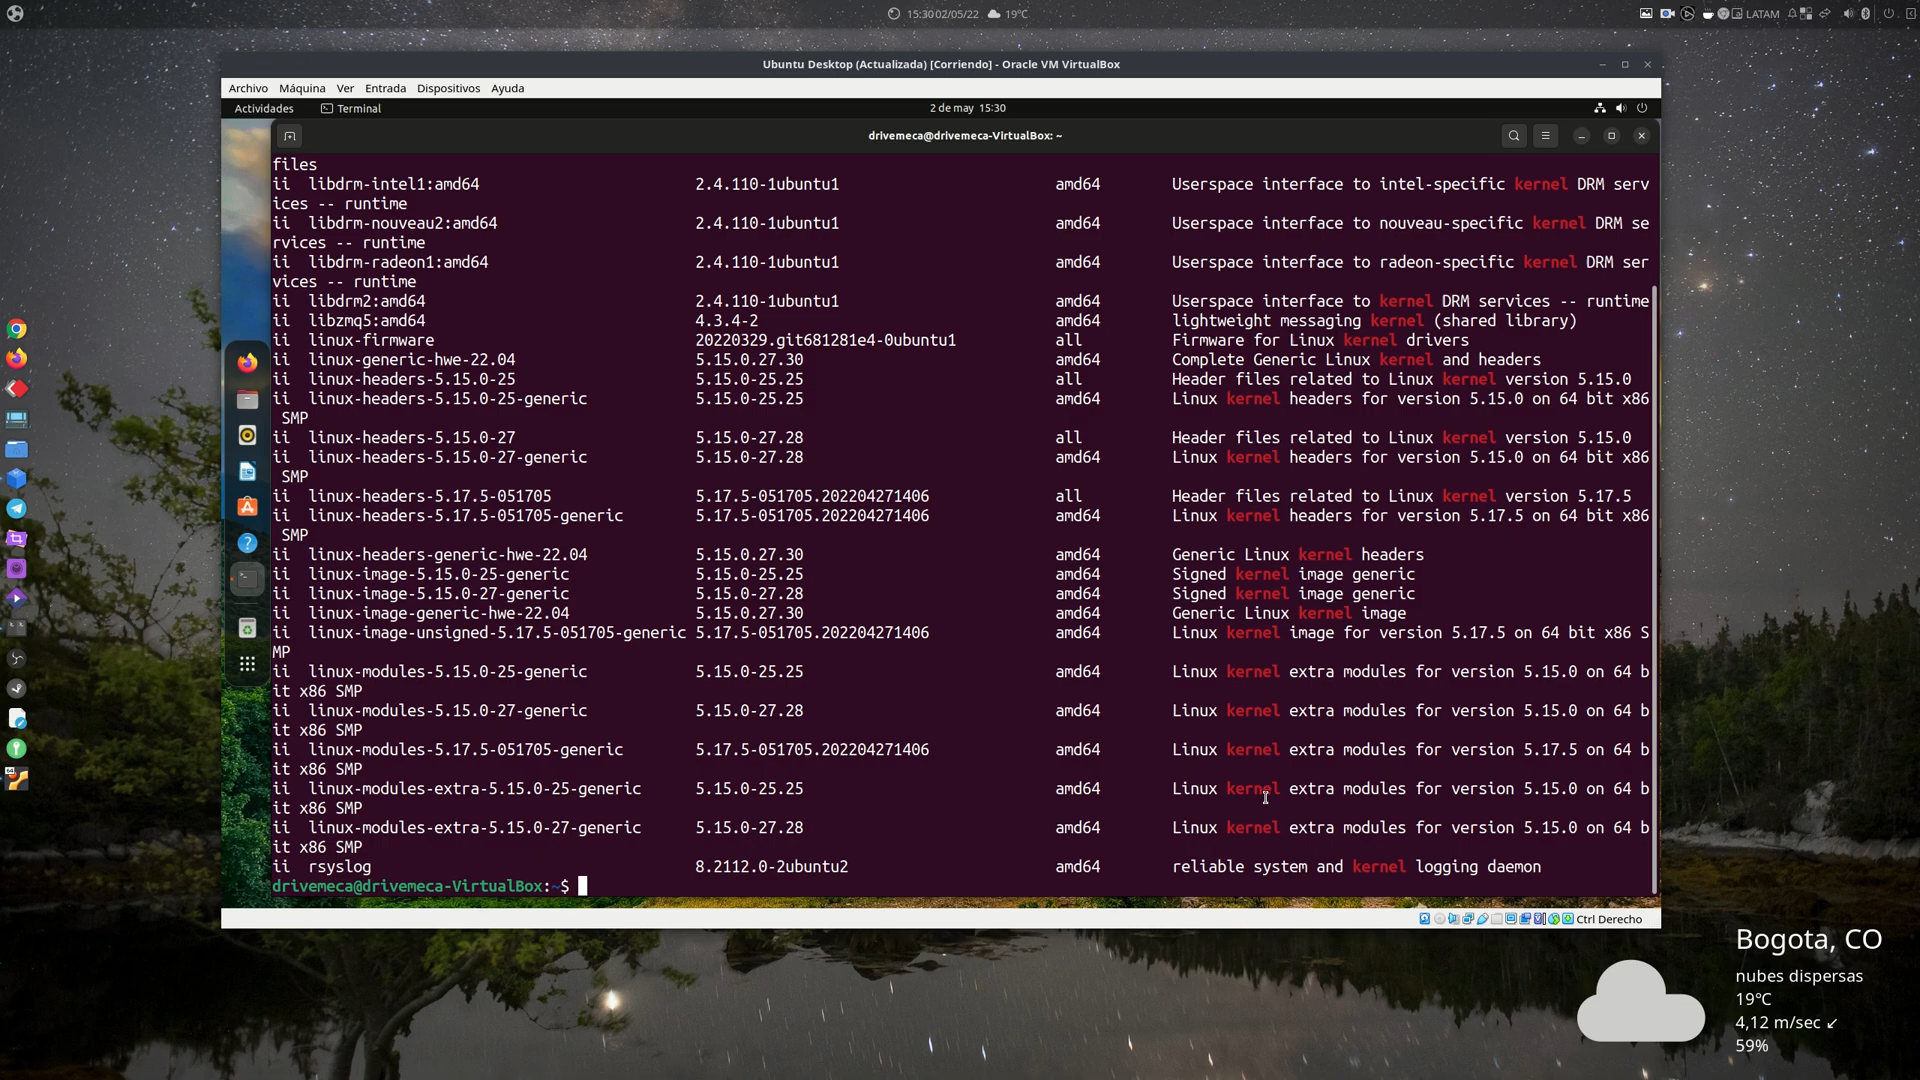 15:30 02/05/22 19°C
LATAM
Ubuntu Desktop (Actualizada) [Corriendo] - Oracle VM VirtualBox
Archivo Máquina Ver Entrada Dispositivos Ayuda
Actividades Terminal 2 de may 15:30
drivemeca@drivemeca-VirtualBox: ~
files
ii libdrm-intel1:amd64 2.4.110-1ubuntu1 amd64 Userspace interface to intel-specific kernel DRM serv
ices -- runtime
ii libdrm-nouveau2:amd64 2.4.110-1ubuntu1 amd64 Userspace interface to nouveau-specific kernel DRM se
rvices -- runtime
ii libdrm-radeon1:amd64 2.4.110-1ubuntu1 amd64 Userspace interface to radeon-specific kernel DRM ser
vices -- runtime
ii libdrm2:amd64 2.4.110-1ubuntu1 amd64 Userspace interface to kernel DRM services -- runtime
ii libzmq5:amd64 4.3.4-2 amd64 lightweight messaging kernel (shared library)
ii linux-firmware 20220329.git681281e4-0ubuntu1 all Firmware for Linux kernel drivers
ii linux-generic-hwe-22.04 5.15.0.27.30 amd64 Complete Generic Linux kernel and headers
ii linux-headers-5.15.0-25 5.15.0-25.25 all Header files related to Linux kernel version 5.15.0
ii linux-headers-5.15.0-25-generic 5.15.0-25.25 amd64 Linux kernel headers for version 5.15.0 on 64 bit x86
SMP
ii linux-headers-5.15.0-27 5.15.0-27.28 all Header files related to Linux kernel version 5.15.0
ii linux-headers-5.15.0-27-generic 5.15.0-27.28 amd64 Linux kernel headers for version 5.15.0 on 64 bit x86
SMP
ii linux-headers-5.17.5-051705 5.17.5-051705.202204271406 all Header files related to Linux kernel version 5.17.5
ii linux-headers-5.17.5-051705-generic 5.17.5-051705.202204271406 amd64 Linux kernel headers for version 5.17.5 on 64 bit x86
SMP
ii linux-headers-generic-hwe-22.04 5.15.0.27.30 amd64 Generic Linux kernel headers
ii linux-image-5.15.0-25-generic 5.15.0-25.25 amd64 Signed kernel image generic
ii linux-image-5.15.0-27-generic 5.15.0-27.28 amd64 Signed kernel image generic
ii linux-image-generic-hwe-22.04 5.15.0.27.30 amd64 Generic Linux kernel image
ii linux-image-unsigned-5.17.5-051705-generic 5.17.5-051705.202204271406 amd64 Linux kernel image for version 5.17.5 on 64 bit x86 S
MP
ii linux-modules-5.15.0-25-generic 5.15.0-25.25 amd64 Linux kernel extra modules for version 5.15.0 on 64 b
it x86 SMP
ii linux-modules-5.15.0-27-generic 5.15.0-27.28 amd64 Linux kernel extra modules for version 5.15.0 on 64 b
it x86 SMP
ii linux-modules-5.17.5-051705-generic 5.17.5-051705.202204271406 amd64 Linux kernel extra modules for version 5.17.5 on 64 b
it x86 SMP
ii linux-modules-extra-5.15.0-25-generic 5.15.0-25.25 amd64 Linux kernel extra modules for version 5.15.0 on 64 b
it x86 SMP
ii linux-modules-extra-5.15.0-27-generic 5.15.0-27.28 amd64 Linux kernel extra modules for version 5.15.0 on 64 b
it x86 SMP
ii rsyslog 8.2112.0-2ubuntu2 amd64 reliable system and kernel logging daemon
drivemeca@drivemeca-VirtualBox:~$
Ctrl Derecho
Bogota, CO
nubes dispersas
19°C
4,12 m/sec ↙
59%